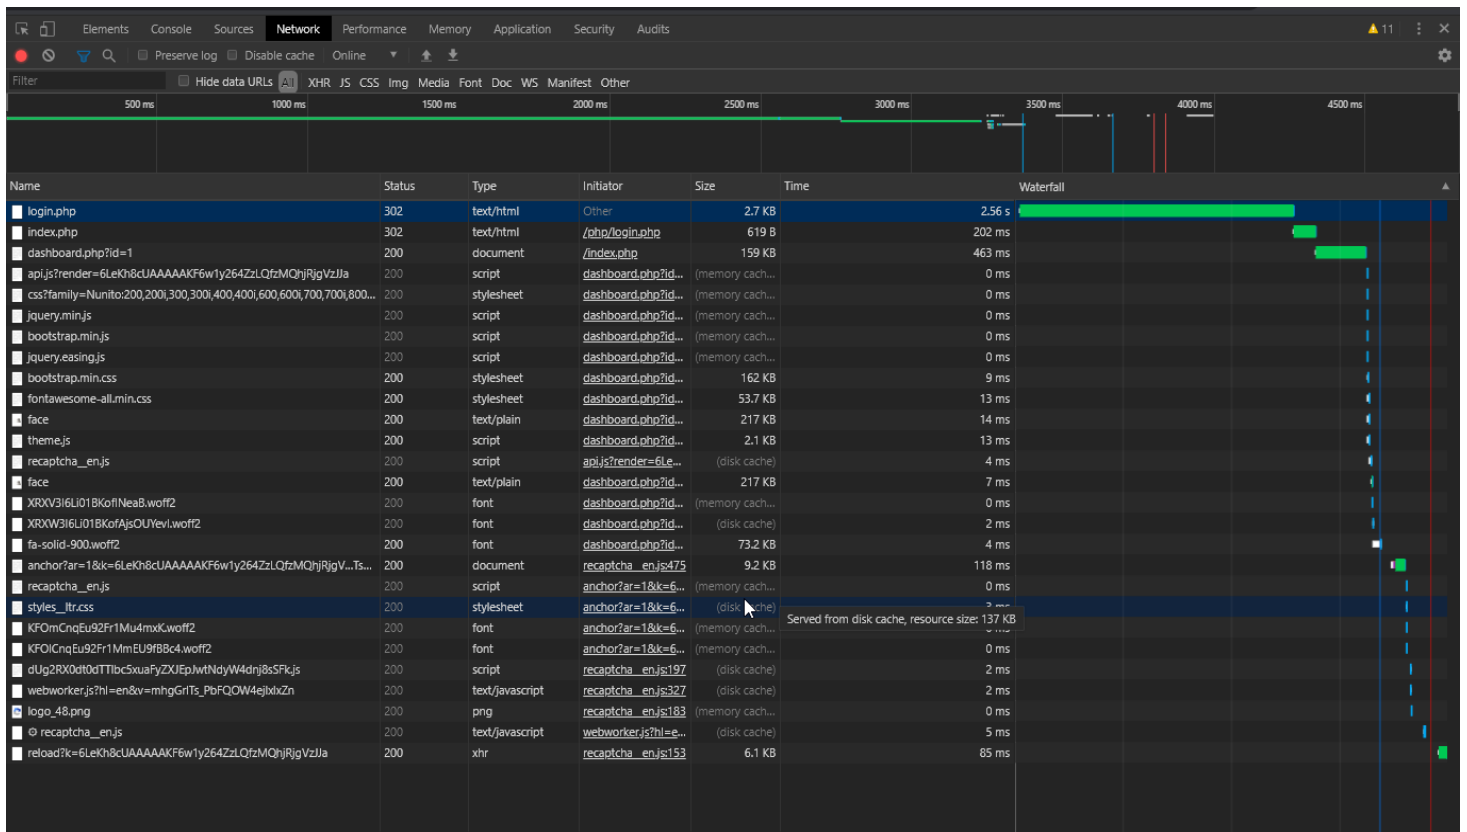 Elements Console Sources Network Performance Memory Application Security Audits 11
Preserve log Disable cache Online
Filter Hide data URLs All XHR JS CSS Img Media Font Doc WS Manifest Other
500 ms 1000 ms 1500 ms 2000 ms 2500 ms 3000 ms 3500 ms 4000 ms 4500 ms
Name Status Type Initiator Size Time Waterfall
login.php 302 text/html Other 2.7 KB 2.56 s
index.php 302 text/html /php/login.php 619 B 202 ms
dashboard.php?id=1 200 document /index.php 159 KB 463 ms
api.js?render=6LeKh8cUAAAAAKF6w1y264ZzLQfzMQhjRjgVzJJa 200 script dashboard.php?id... (memory cach... 0 ms
css?family=Nunito:200,200i,300,300i,400,400i,600,600i,700,700i,800... 200 stylesheet dashboard.php?id... (memory cach... 0 ms
jquery.min.js 200 script dashboard.php?id... (memory cach... 0 ms
bootstrap.min.js 200 script dashboard.php?id... (memory cach... 0 ms
jquery.easing.js 200 script dashboard.php?id... (memory cach... 0 ms
bootstrap.min.css 200 stylesheet dashboard.php?id... 162 KB 9 ms
fontawesome-all.min.css 200 stylesheet dashboard.php?id... 53.7 KB 13 ms
face 200 text/plain dashboard.php?id... 217 KB 14 ms
theme.js 200 script dashboard.php?id... 2.1 KB 13 ms
recaptcha__en.js 200 script api.js?render=6Le... (disk cache) 4 ms
face 200 text/plain dashboard.php?id... 217 KB 7 ms
XRXV3I6Li01BKofINeaB.woff2 200 font dashboard.php?id... (memory cach... 0 ms
XRXW3I6Li01BKofAjsOUYevI.woff2 200 font dashboard.php?id... (disk cache) 2 ms
fa-solid-900.woff2 200 font dashboard.php?id... 73.2 KB 4 ms
anchor?ar=1&k=6LeKh8cUAAAAAKF6w1y264ZzLQfzMQhjRjgV...Ts... 200 document recaptcha__en.js:475 9.2 KB 118 ms
recaptcha__en.js 200 script anchor?ar=1&k=6... (memory cach... 0 ms
styles__ltr.css 200 stylesheet anchor?ar=1&k=6... (disk cache) 3 ms
Served from disk cache, resource size: 137 KB
KFOmCnqEu92Fr1Mu4mxK.woff2 200 font anchor?ar=1&k=6... (memory cach... 0 ms
KFOlCnqEu92Fr1MmEU9fBBc4.woff2 200 font anchor?ar=1&k=6... (memory cach... 0 ms
dUg2RX0dt0dTTIbc5xuaFyZXJEpJwtNdyW4dnj8sSFk.js 200 script recaptcha__en.js:197 (disk cache) 2 ms
webworker.js?hl=en&v=mhgGrlTs_PbFQOW4ejlxlxZn 200 text/javascript recaptcha__en.js:327 (disk cache) 2 ms
logo_48.png 200 png recaptcha__en.js:183 (memory cach... 0 ms
recaptcha__en.js 200 text/javascript webworker.js?hl=e... (disk cache) 5 ms
reload?k=6LeKh8cUAAAAAKF6w1y264ZzLQfzMQhjRjgVzJJa 200 xhr recaptcha__en.js:153 6.1 KB 85 ms